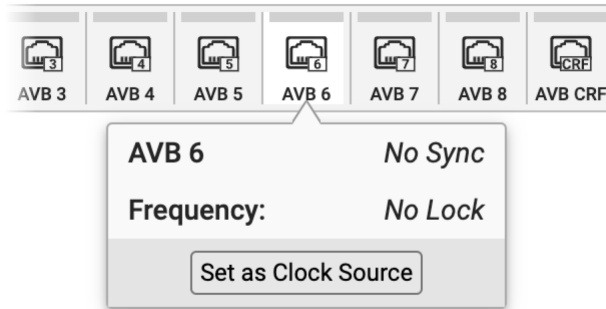 3 4 5 6 7 8 CRF
AVB 3 AVB 4 AVB 5 AVB 6 AVB 7 AVB 8 AVB CRF
AVB 6 No Sync
Frequency: No Lock
Set as Clock Source